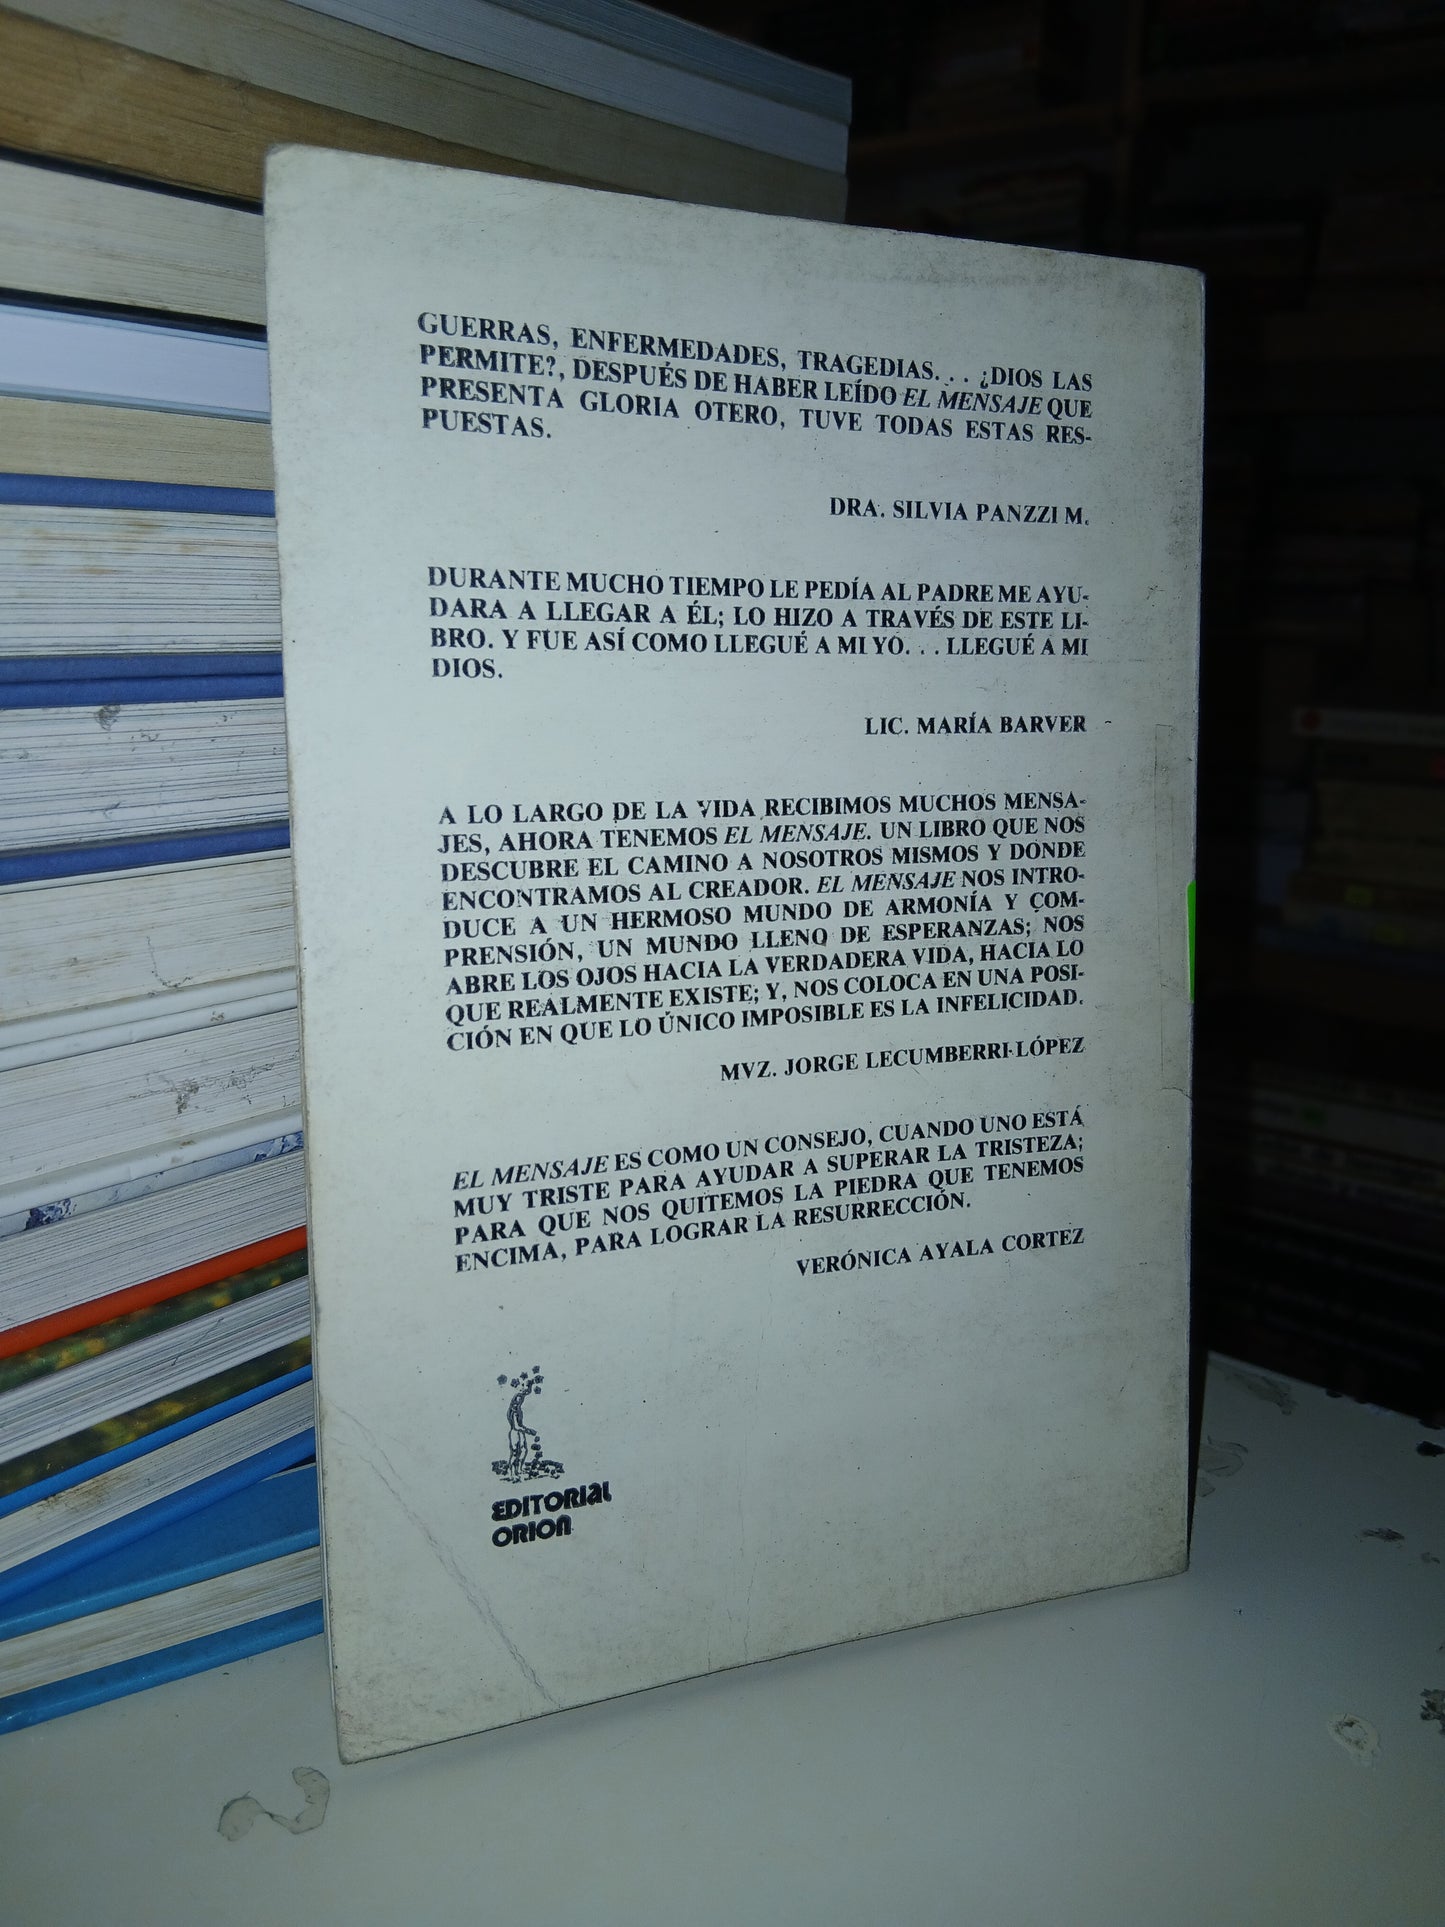 GUERRAS, ENFERMEDADES, TRAGEDIAS. . . ¿DIOS LAS
PERMITE?, DESPUÉS DE HABER LEÍDO EL MENSAJE QUE
PRESENTA GLORIA OTERO, TUVE TODAS ESTAS RES-
PUESTAS.
DRA. SILVIA PANZZI M.
DURANTE MUCHO TIEMPO LE PEDÍA AL PADRE ME AYU-
DARA A LLEGAR A ÉL; LO HIZO A TRAVÉS DE ESTE LI-
BRO. Y FUE ASÍ COMO LLEGUÉ A MI YO. . . LLEGUÉ A MI
DIOS.
LIC. MARÍA BARVER
A LO LARGO DE LA VIDA RECIBIMOS MUCHOS MENSA-
JES, AHORA TENEMOS EL MENSAJE. UN LIBRO QUE NOS
DESCUBRE EL CAMINO A NOSOTROS MISMOS Y DONDE
ENCONTRAMOS AL CREADOR. EL MENSAJE NOS INTRO-
DUCE A UN HERMOSO MUNDO DE ARMONÍA Y COM-
PRENSIÓN, UN MUNDO LLENO DE ESPERANZAS; NOS
ABRE LOS OJOS HACIA LA VERDADERA VIDA, HACIA LO
QUE REALMENTE EXISTE; Y, NOS COLOCA EN UNA POSI-
CIÓN EN QUE LO ÚNICO IMPOSIBLE ES LA INFELICIDAD.
MVZ. JORGE LECUMBERRI LÓPEZ
EL MENSAJE ES COMO UN CONSEJO, CUANDO UNO ESTÁ
MUY TRISTE PARA AYUDAR A SUPERAR LA TRISTEZA;
PARA QUE NOS QUITEMOS LA PIEDRA QUE TENEMOS
ENCIMA, PARA LOGRAR LA RESURRECCIÓN.
VERÓNICA AYALA CORTEZ
EDITORIAL
ORION